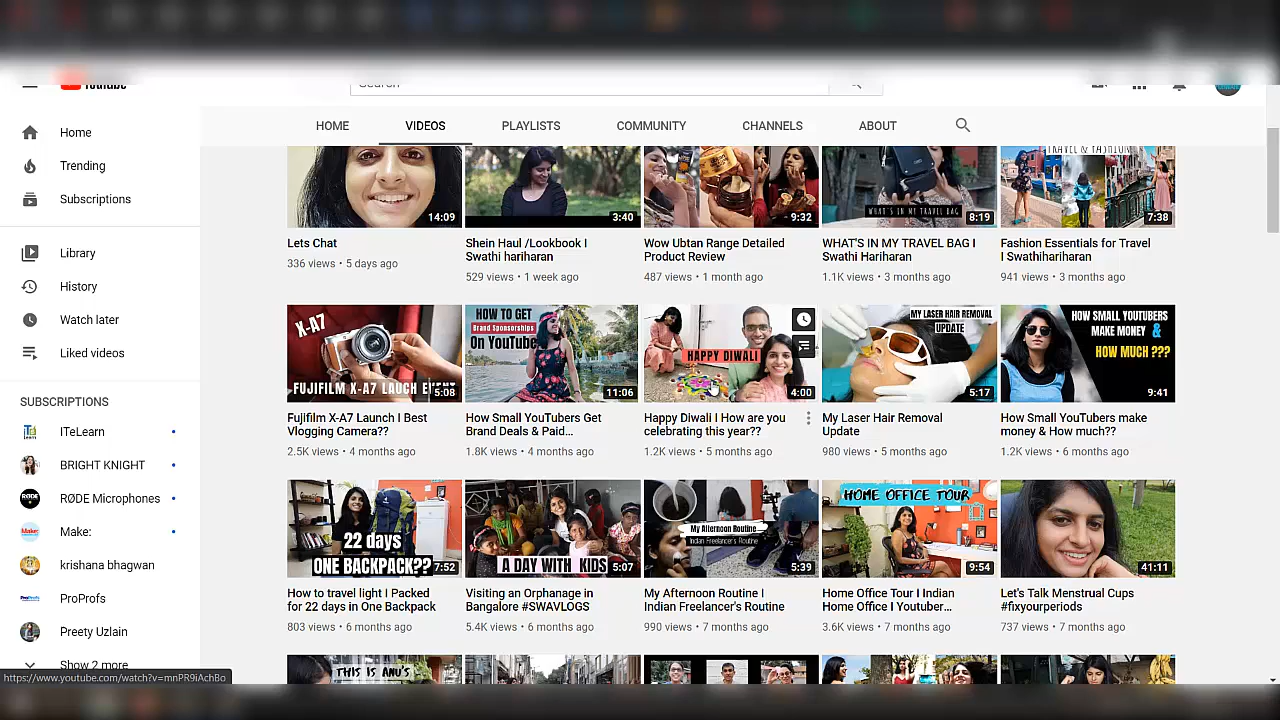 Home
Trending
Subscriptions
Library
History
Watch later
Liked videos
SUBSCRIPTIONS
ITeLearn
BRIGHT KNIGHT
RØDE Microphones
Make:
krishana bhagwan
ProProfs
Preety Uzlain
Show 2 more
https://www.youtube.com/watch?v=mnPR9iAchBo
HOME VIDEOS PLAYLISTS COMMUNITY CHANNELS ABOUT
14:09
3:40
9:32
WHAT'S IN MY TRAVEL BAG
8:19
TRAVEL & FASHION
7:38
Lets Chat
336 views • 5 days ago
Shein Haul /Lookbook I
Swathi hariharan
529 views • 1 week ago
Wow Ubtan Range Detailed
Product Review
487 views • 1 month ago
WHAT'S IN MY TRAVEL BAG I
Swathi Hariharan
1.1K views • 3 months ago
Fashion Essentials for Travel
I Swathihariharan
941 views • 3 months ago
X-A7
FUJIFILM X-A7 LAUCH EVENT
5:08
HOW TO GET
Brand Sponsorships
On YouTube
11:06
HAPPY DIWALI
4:00
MY LASER HAIR REMOVAL
UPDATE
5:17
HOW SMALL YOUTUBERS
MAKE MONEY &
HOW MUCH ???
9:41
Fujifilm X-A7 Launch I Best
Vlogging Camera??
2.5K views • 4 months ago
How Small YouTubers Get
Brand Deals & Paid...
1.8K views • 4 months ago
Happy Diwali I How are you
celebrating this year??
1.2K views • 5 months ago
My Laser Hair Removal
Update
980 views • 5 months ago
How Small YouTubers make
money & How much??
1.2K views • 6 months ago
22 days
ONE BACKPACK??
7:52
A DAY WITH KIDS
5:07
My Afternoon Routine
Indian Freelancer's Routine
5:39
HOME OFFICE TOUR
9:54
41:11
How to travel light I Packed
for 22 days in One Backpack
803 views • 6 months ago
Visiting an Orphanage in
Bangalore #SWAVLOGS
5.4K views • 6 months ago
My Afternoon Routine I
Indian Freelancer's Routine
990 views • 7 months ago
Home Office Tour I Indian
Home Office I Youtuber...
3.6K views • 7 months ago
Let's Talk Menstrual Cups
#fixyourperiods
737 views • 7 months ago
THIS IS ANU'S